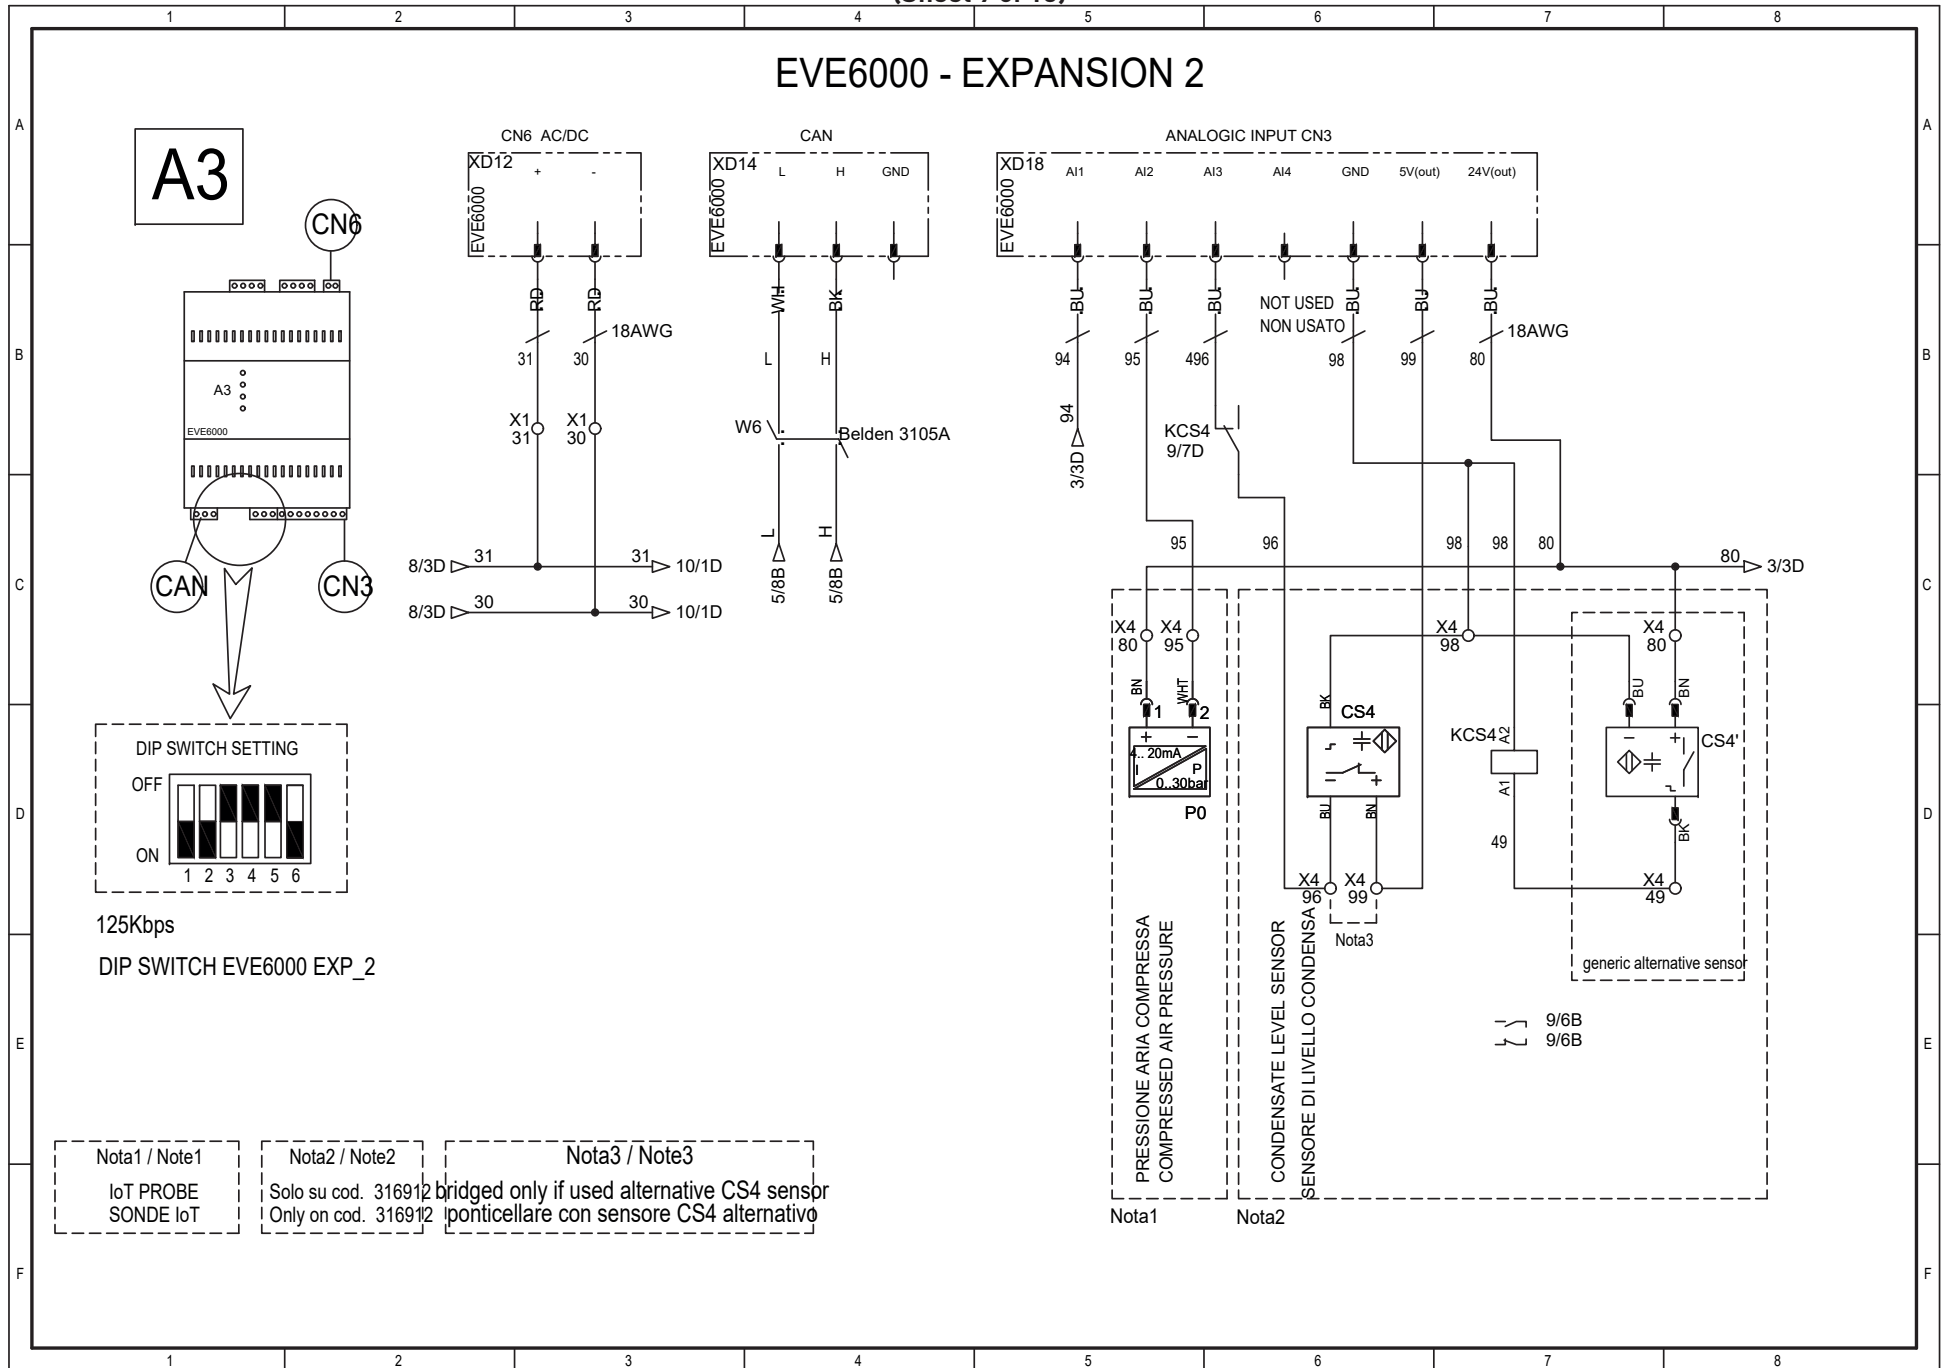 1 2 3 4 5 6 7 8
EVE6000 - EXPANSION 2
A A
A3
CN6 AC/DC
CAN
ANALOGIC INPUT CN3
XD12 + -
EVE6000
XD14 L H GND
EVE6000
XD18 AI1 AI2 AI3 AI4 GND 5V(out) 24V(out)
EVE6000
CN6
RD RD
WH BK
BU BU BU BU BU BU
NOT USED
NON USATO
18AWG
18AWG
B B
31 30
L H
94 95 496 98 99 80
A3
EVE6000
X1
31
X1
30
W6
Belden 3105A
94
3/3D
KCS4
9/7D
L H
5/8B 5/8B
95 96 98 98 80
8/3D 31 31 10/1D
8/3D 30 30 10/1D
80 3/3D
C C
CAN
CN3
X4
80
X4
95
X4
98
X4
80
BN WHT
BK
BU BN
1 2
+ -
4.. 20mA
I P
0..30bar
P0
CS4
- +
BU BN
KCS4
A2
A1
49
- +
CS4'
BK
D D
DIP SWITCH SETTING
OFF
ON
1 2 3 4 5 6
125Kbps
DIP SWITCH EVE6000 EXP_2
X4
96
X4
99
X4
49
Nota3
generic alternative sensor
E E
PRESSIONE ARIA COMPRESSA
COMPRESSED AIR PRESSURE
CONDENSATE LEVEL SENSOR
SENSORE DI LIVELLO CONDENSA
9/6B
9/6B
Nota1
Nota2
Nota1 / Note1
IoT PROBE
SONDE IoT
Nota2 / Note2
Solo su cod. 316912
Only on cod. 316912
Nota3 / Note3
bridged only if used alternative CS4 sensor
ponticellare con sensore CS4 alternativo
F F
1 2 3 4 5 6 7 8